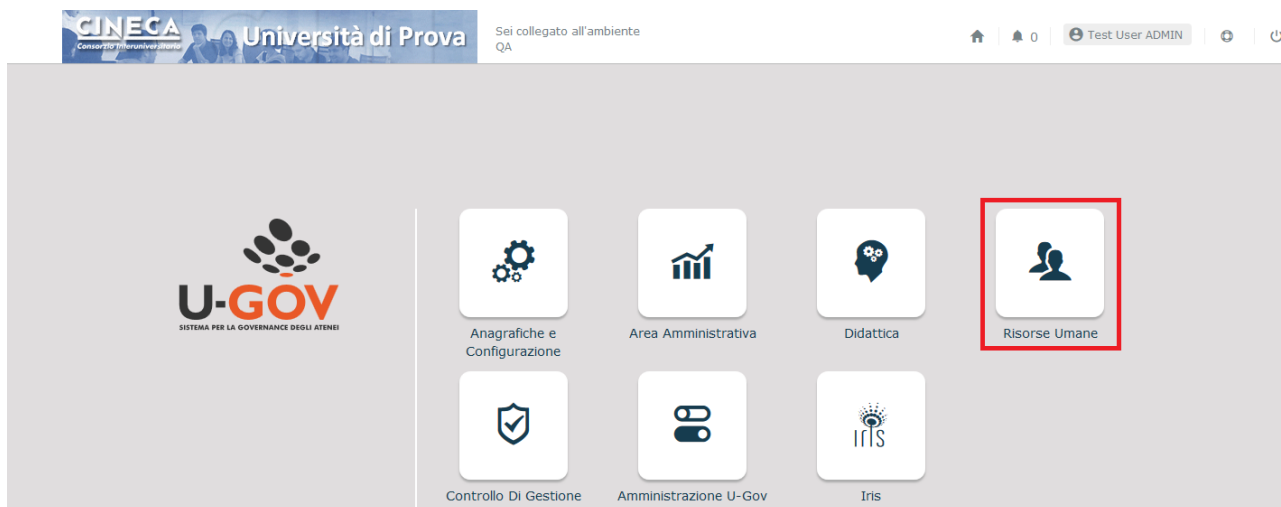 CINECA
Consorzio Interuniversitario
Università di Prova
Sei collegato all'ambiente
QA
0
Test User ADMIN
U-GOV
SISTEMA PER LA GOVERNANCE DEGLI ATENEI
Anagrafiche e
Configurazione
Area Amministrativa
Didattica
Risorse Umane
IrIS
Controllo Di Gestione
Amministrazione U-Gov
Iris